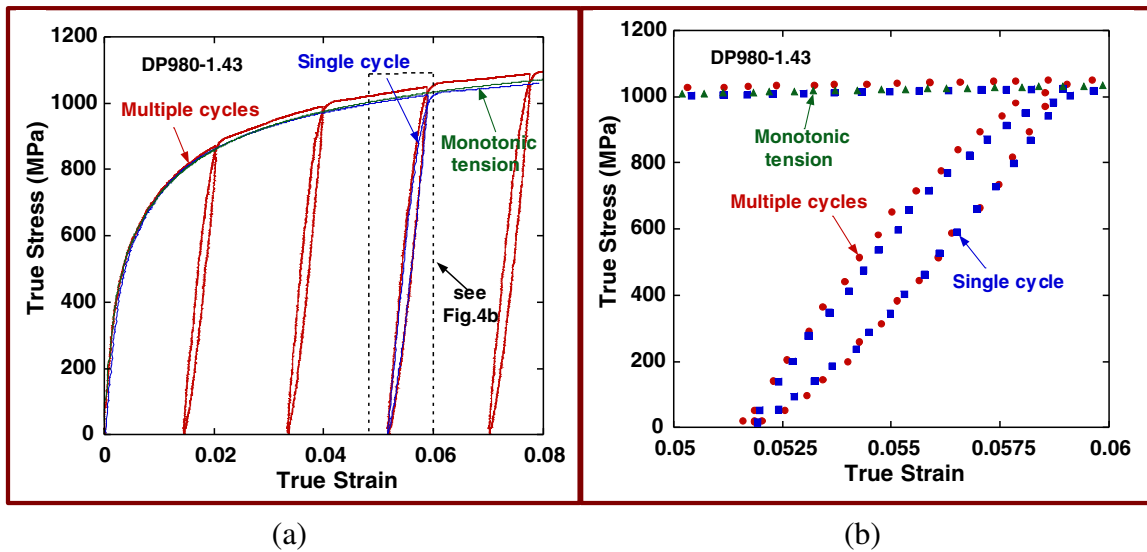 1200
1000
800
600
400
200
0
True Stress (MPa)
DP980-1.43
Single cycle
Multiple cycles
Monotonic
tension
see
Fig.4b
0
0.02
0.04
0.06
0.08
True Strain
(a)
1200
1000
800
600
400
200
0
True Stress (MPa)
DP980-1.43
Monotonic
tension
Multiple cycles
Single cycle
0.05
0.0525
0.055
0.0575
0.06
True Strain
(b)